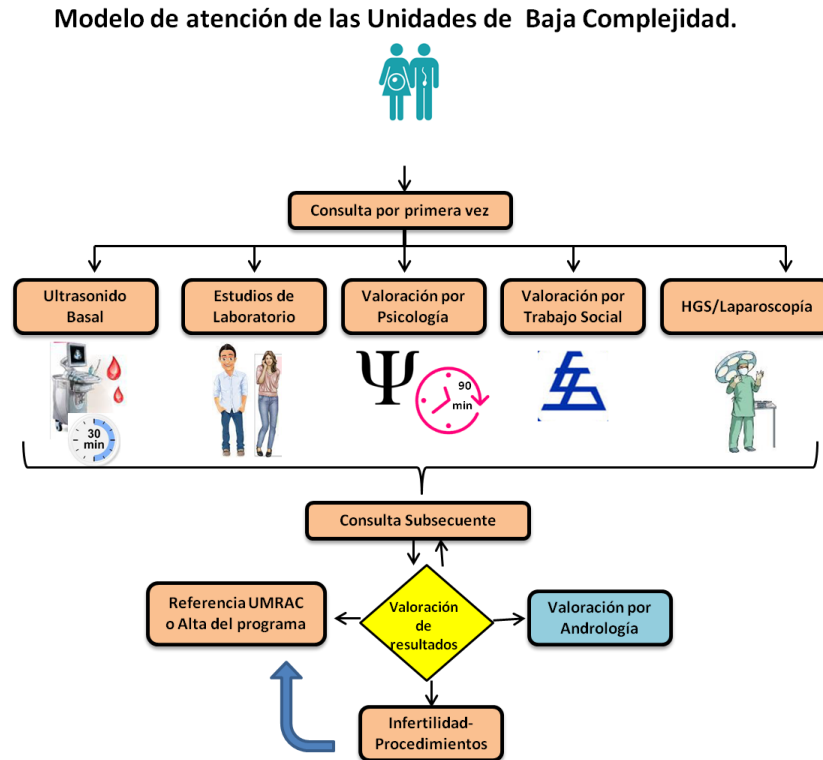 Modelo de atención de las Unidades de Baja Complejidad.
Consulta por primera vez
Ultrasonido
Basal
Estudios de
Laboratorio
Valoración por
Psicología
Valoración por
Trabajo Social
HGS/Laparoscopía
30
min
Ψ
90
min
Consulta Subsecuente
Referencia UMRAC
o Alta del programa
Valoración
de
resultados
Valoración por
Andrología
Infertilidad-
Procedimientos